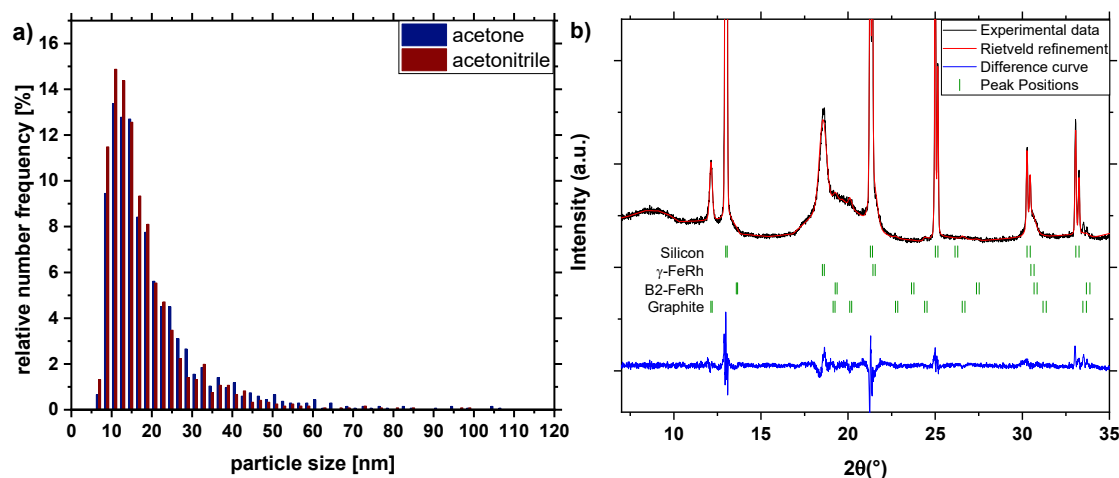 a)
acetone
acetonitrile
relative number frequency [%]
16
14
12
10
8
6
4
2
0
0 10 20 30 40 50 60 70 80 90 100 110 120
particle size [nm]
b)
Experimental data
Rietveld refinement
Difference curve
Peak Positions
Intensity (a.u.)
Silicon
γ-FeRh
B2-FeRh
Graphite
10 15 20 25 30 35
2θ(°)